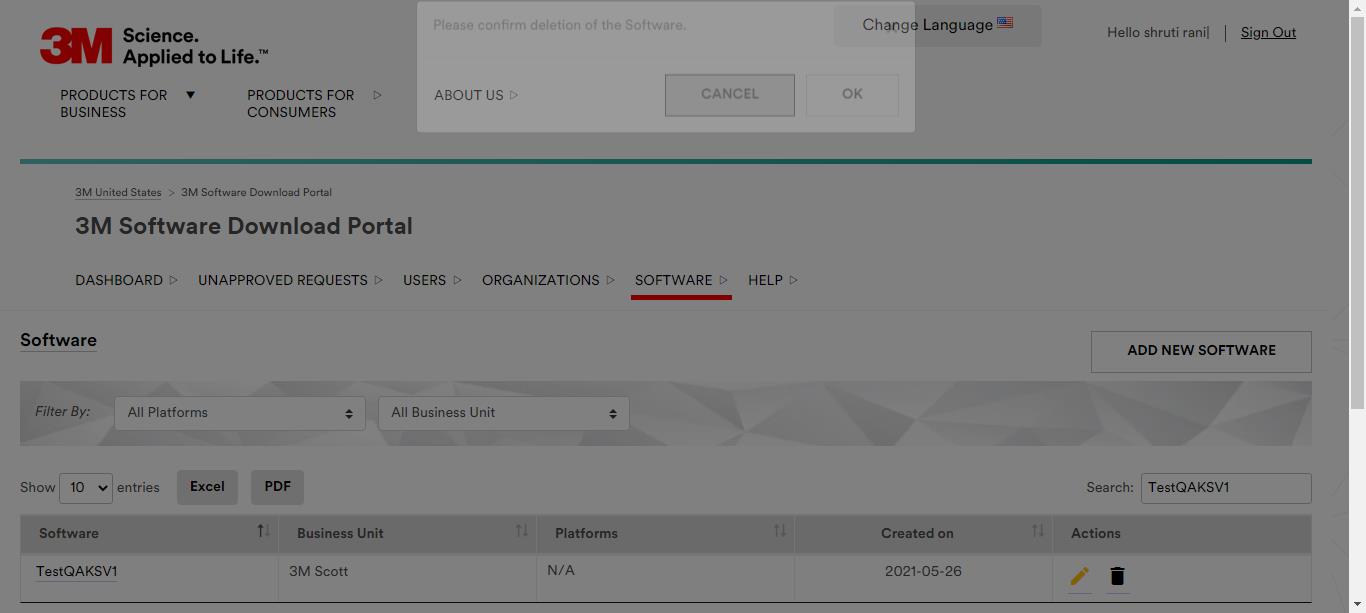 3M Science.
Applied to Life.™
Please confirm deletion of the Software.
Change Language
Hello shruti rani| Sign Out
PRODUCTS FOR
BUSINESS
PRODUCTS FOR
CONSUMERS
ABOUT US
CANCEL OK
3M United States > 3M Software Download Portal
3M Software Download Portal
DASHBOARD UNAPPROVED REQUESTS USERS ORGANIZATIONS SOFTWARE HELP
Software
ADD NEW SOFTWARE
Filter By: All Platforms All Business Unit
Show 10 entries Excel PDF Search: TestQAKSV1
Software Business Unit Platforms Created on Actions
TestQAKSV1 3M Scott N/A 2021-05-26